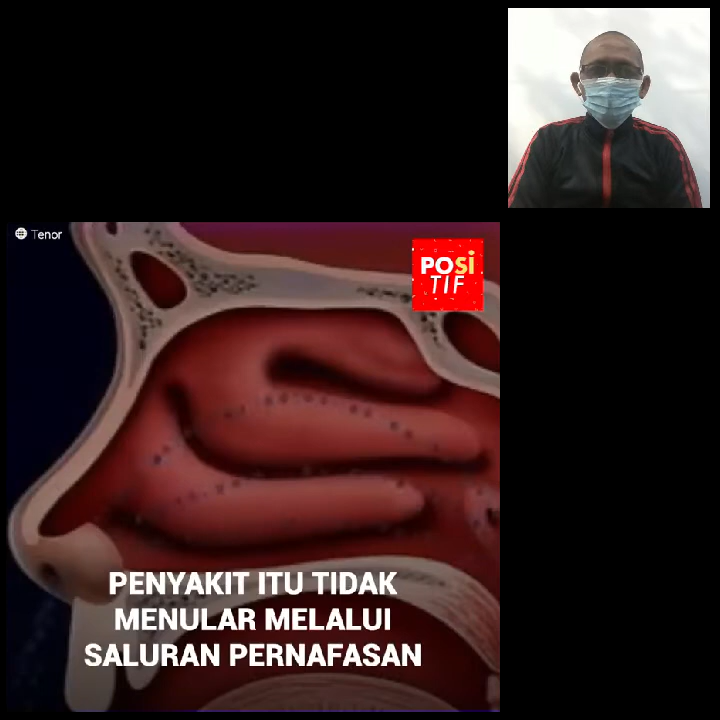 Tenor
POSi
TIF
PENYAKIT ITU TIDAK
MENULAR MELALUI
SALURAN PERNAFASAN